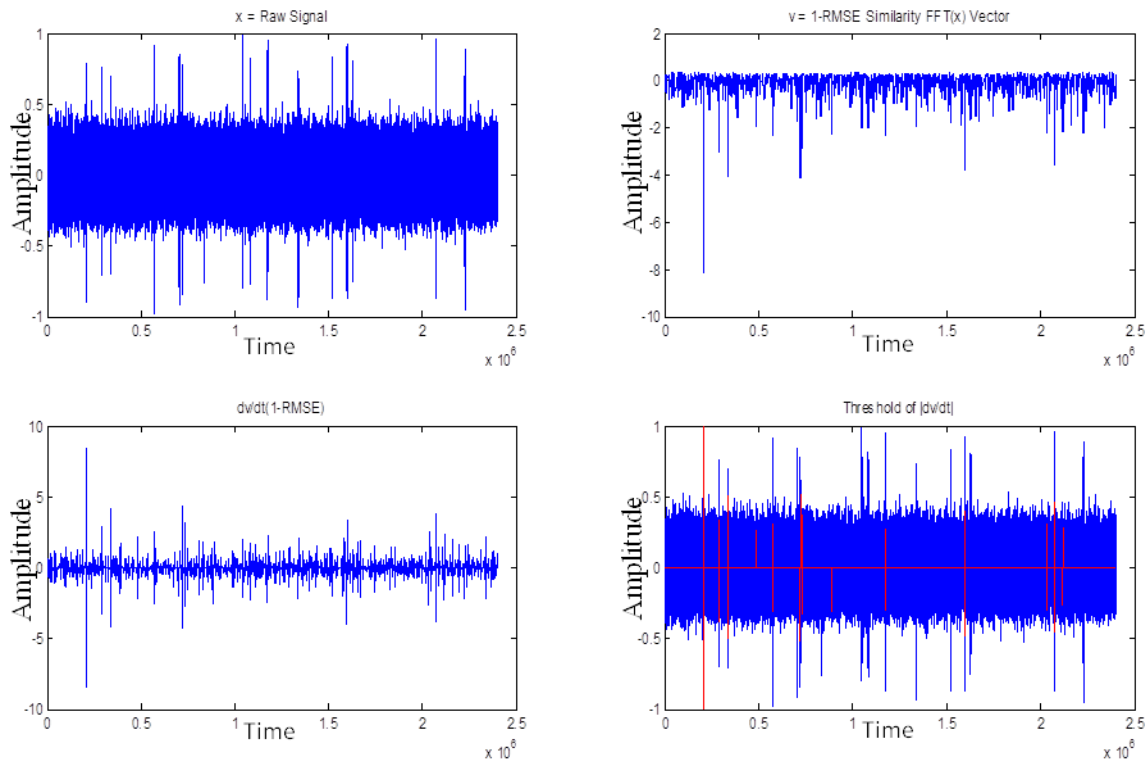 x = Raw Signal
1
0.5
0
-0.5
-1
Amplitude
0 0.5 1 1.5 2 2.5
Time
x 10^6
v = 1-RMSE Similarity FFT(x) Vector
2
0
-2
-4
-6
-8
-10
Amplitude
0 0.5 1 1.5 2 2.5
Time
x 10^6
dv/dt(1-RMSE)
10
5
0
-5
-10
Amplitude
0 0.5 1 1.5 2 2.5
Time
x 10^6
Threshold of |dv/dt|
1
0.5
0
-0.5
-1
Amplitude
0 0.5 1 1.5 2 2.5
Time
x 10^6